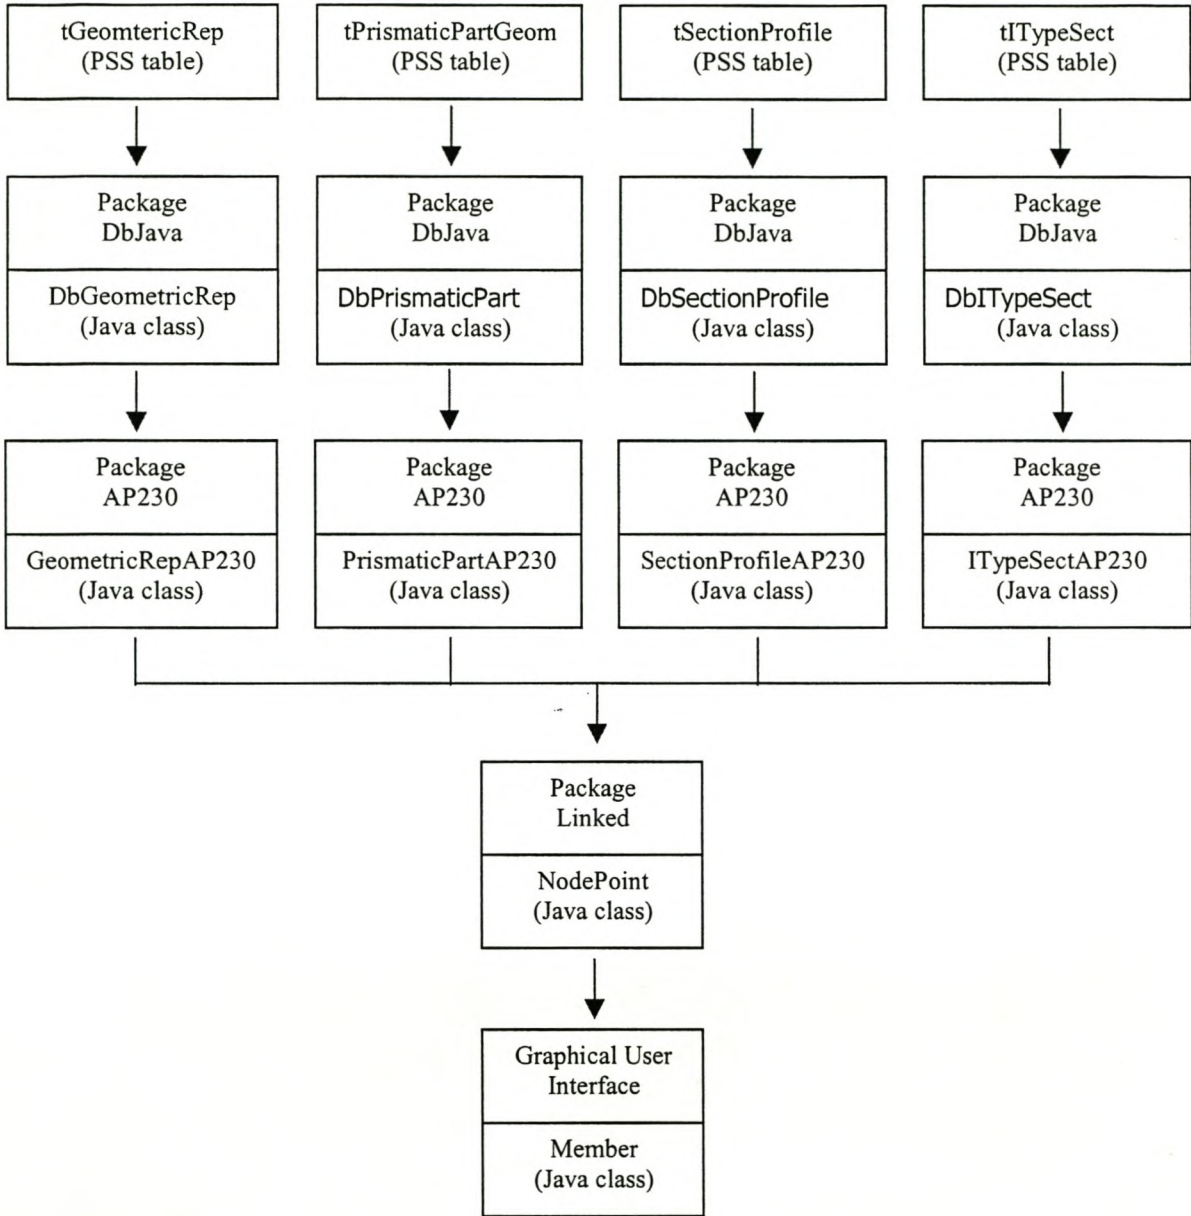 tGeomtericRep
(PSS table)
tPrismaticPartGeom
(PSS table)
tSectionProfile
(PSS table)
tITypeSect
(PSS table)
Package
DbJava
DbGeometricRep
(Java class)
Package
DbJava
DbPrismaticPart
(Java class)
Package
DbJava
DbSectionProfile
(Java class)
Package
DbJava
DbITypeSect
(Java class)
Package
AP230
GeometricRepAP230
(Java class)
Package
AP230
PrismaticPartAP230
(Java class)
Package
AP230
SectionProfileAP230
(Java class)
Package
AP230
ITypeSectAP230
(Java class)
Package
Linked
NodePoint
(Java class)
Graphical User
Interface
Member
(Java class)